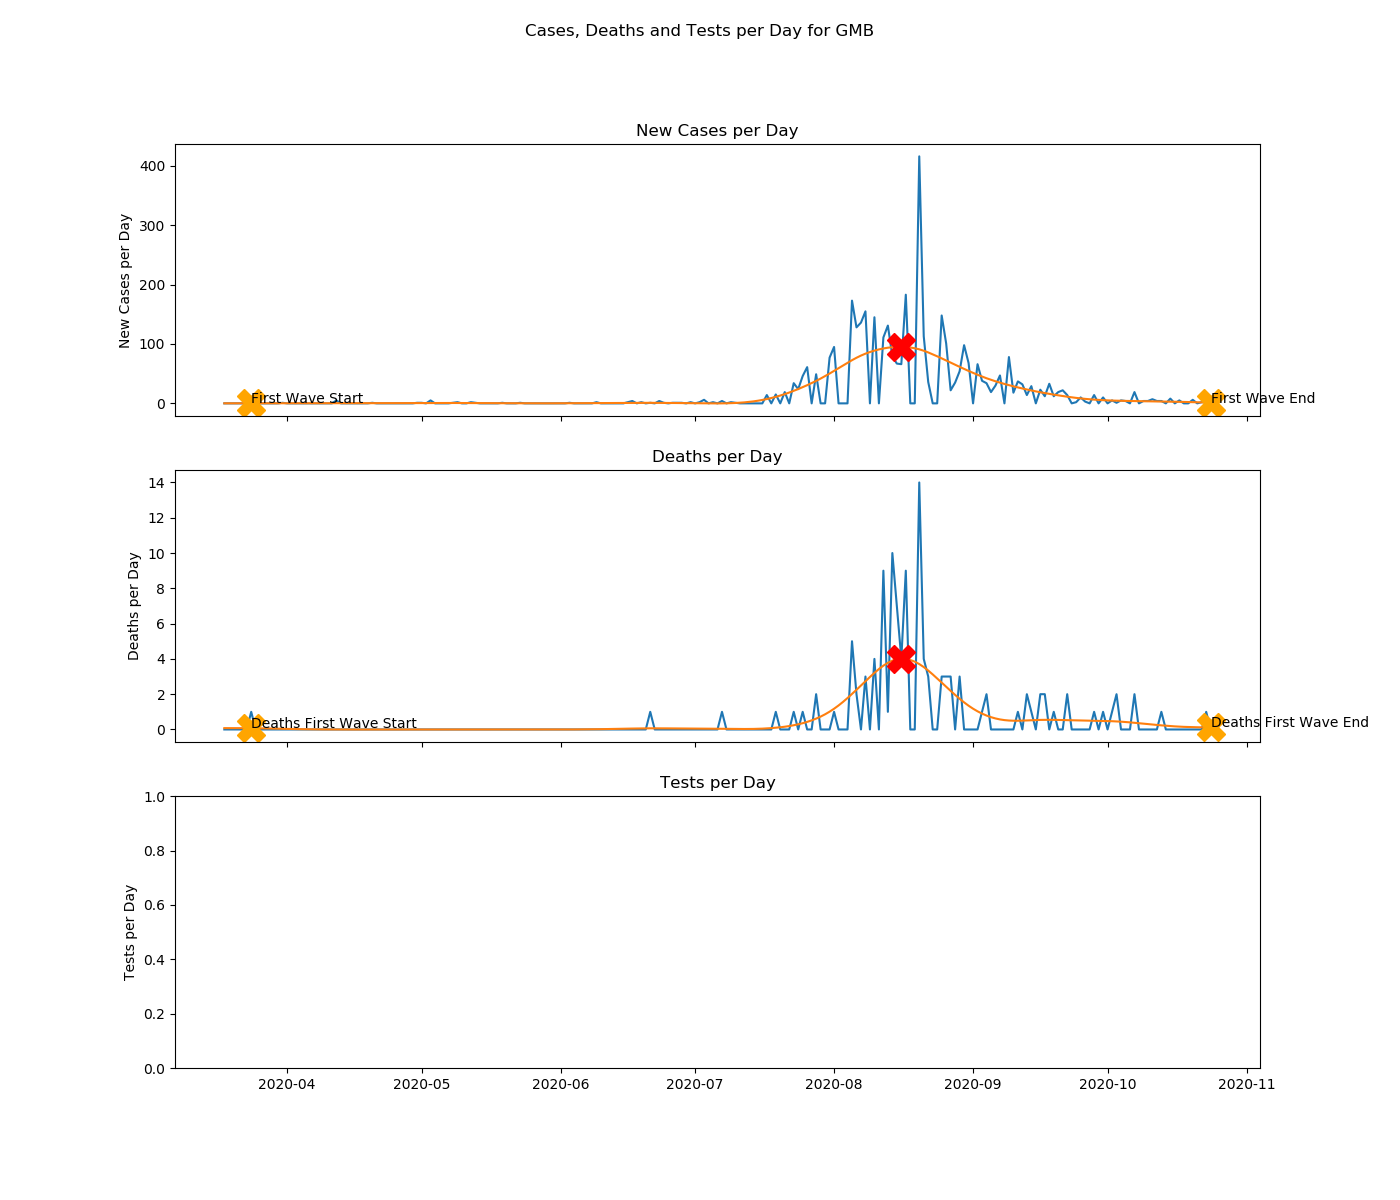 Cases, Deaths and Tests per Day for GMB
New Cases per Day
New Cases per Day
400
300
200
100
0
First Wave Start
First Wave End
Deaths per Day
Deaths per Day
14
12
10
8
6
4
2
0
Deaths First Wave Start
Deaths First Wave End
Tests per Day
Tests per Day
1.0
0.8
0.6
0.4
0.2
0.0
2020-04 2020-05 2020-06 2020-07 2020-08 2020-09 2020-10 2020-11